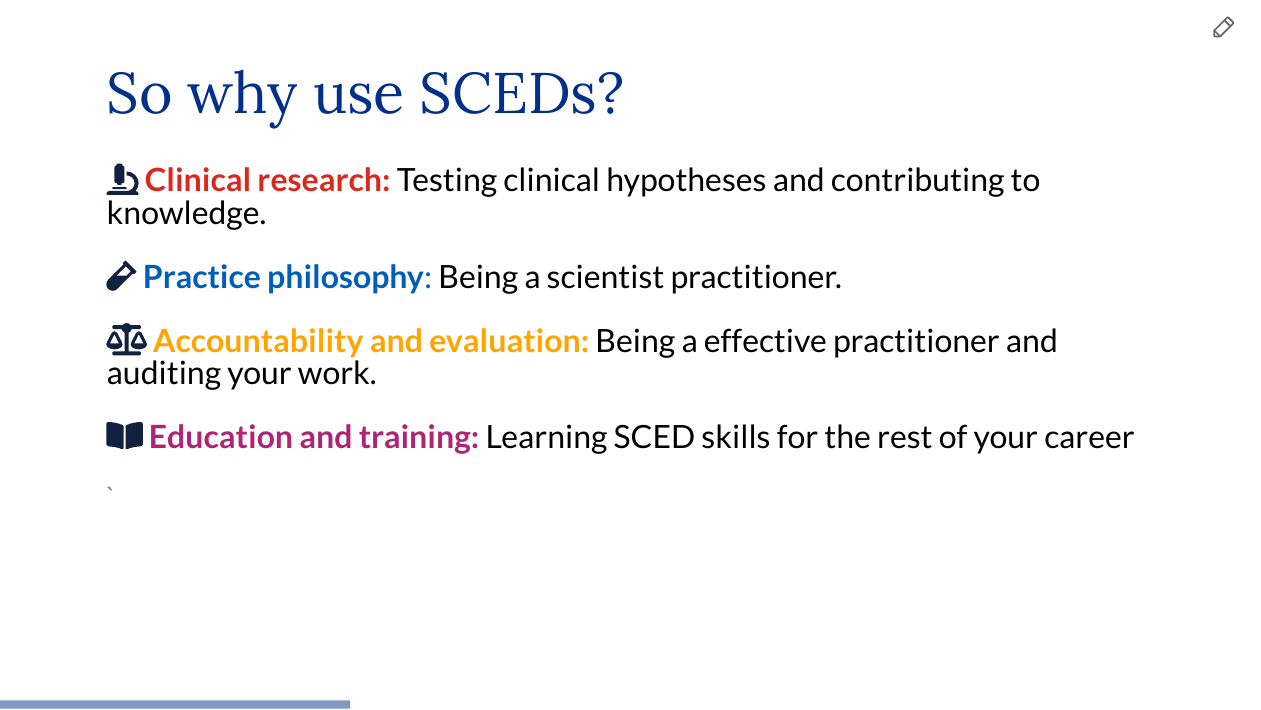 So why use SCEDs?
Clinical research: Testing clinical hypotheses and contributing to
knowledge.
Practice philosophy: Being a scientist practitioner.
Accountability and evaluation: Being a effective practitioner and
auditing your work.
Education and training: Learning SCED skills for the rest of your career
`